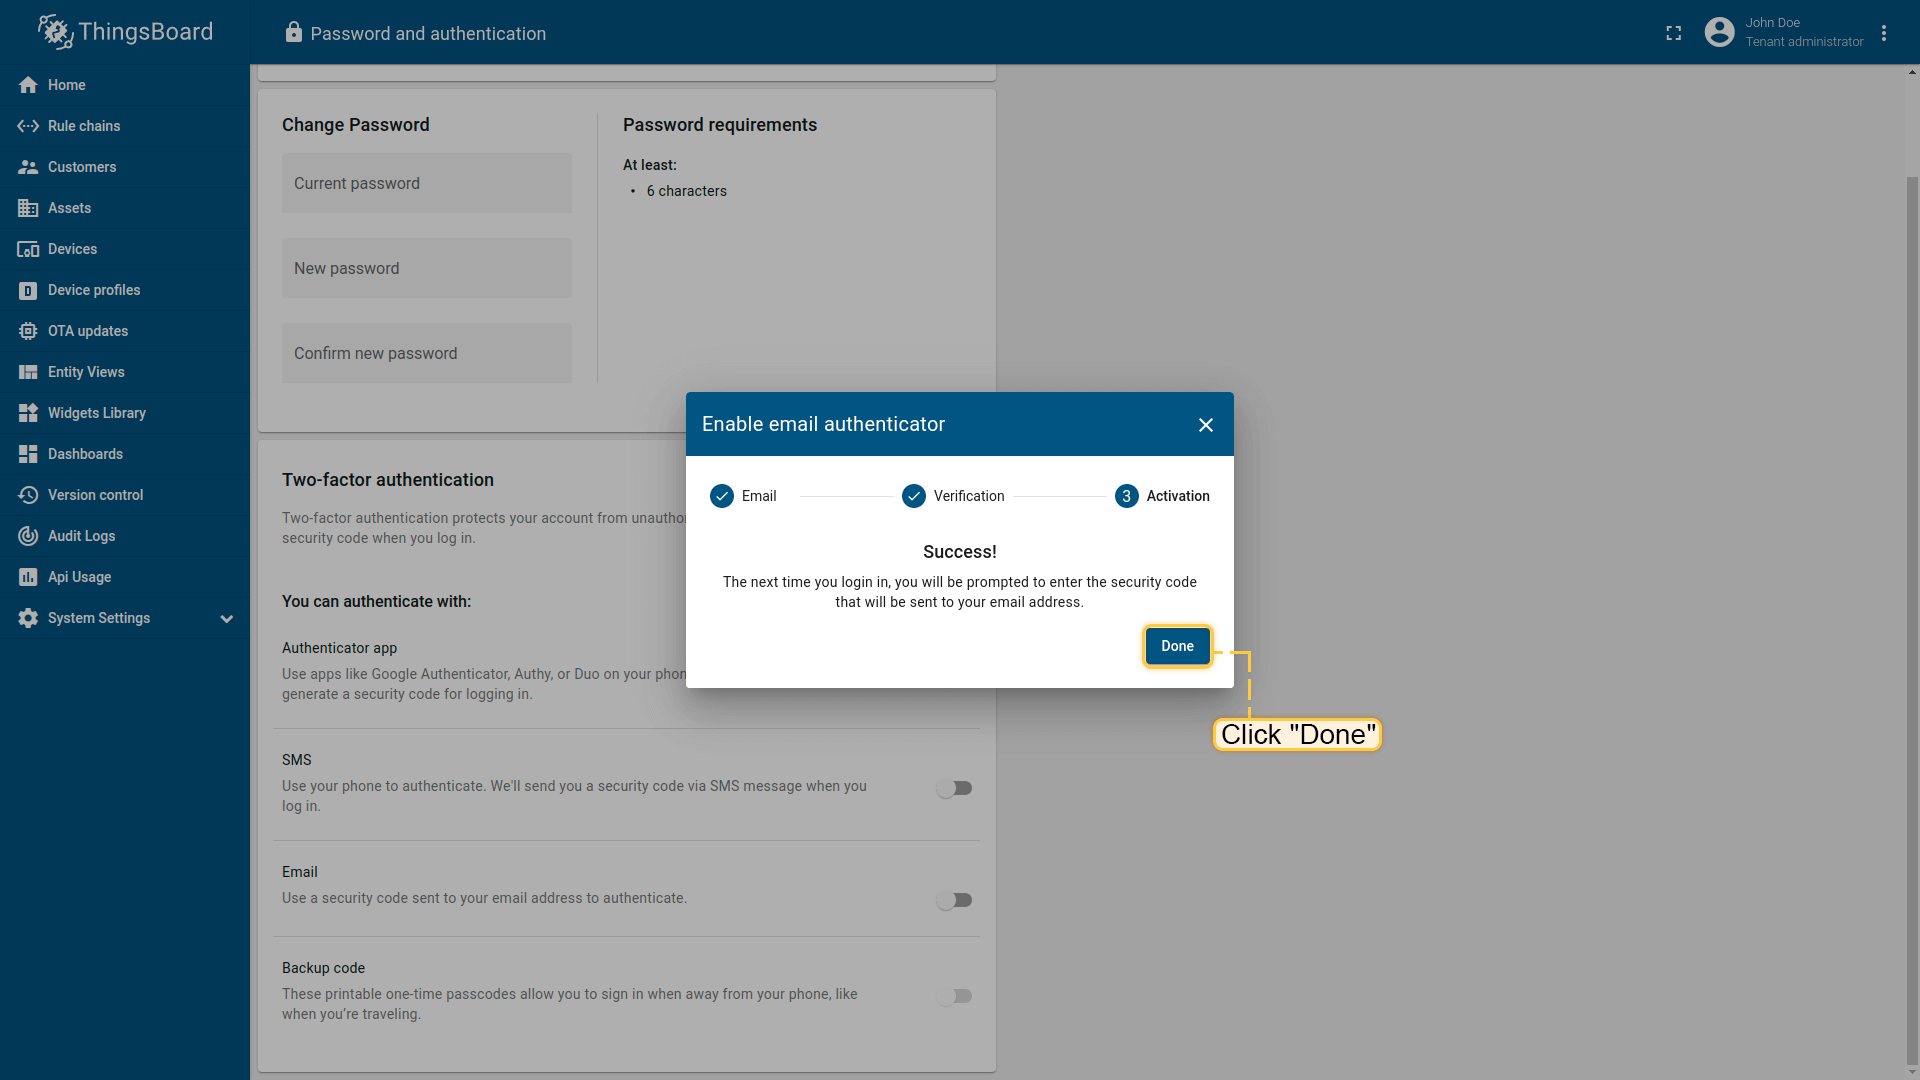 ThingsBoard
Password and authentication
John Doe
Tenant administrator
Home
Rule chains
Customers
Assets
Devices
Device profiles
OTA updates
Entity Views
Widgets Library
Dashboards
Version control
Audit Logs
Api Usage
System Settings
Change Password
Current password
New password
Confirm new password
Password requirements
At least:
• 6 characters
Two-factor authentication
Two-factor authentication protects your account from unauthor
security code when you log in.
You can authenticate with:
Authenticator app
Use apps like Google Authenticator, Authy, or Duo on your phon
generate a security code for logging in.
SMS
Use your phone to authenticate. We'll send you a security code via SMS message when you
log in.
Email
Use a security code sent to your email address to authenticate.
Backup code
These printable one-time passcodes allow you to sign in when away from your phone, like
when you're traveling.
Enable email authenticator
Email
Verification
3 Activation
Success!
The next time you login in, you will be prompted to enter the security code
that will be sent to your email address.
Done
Click "Done"